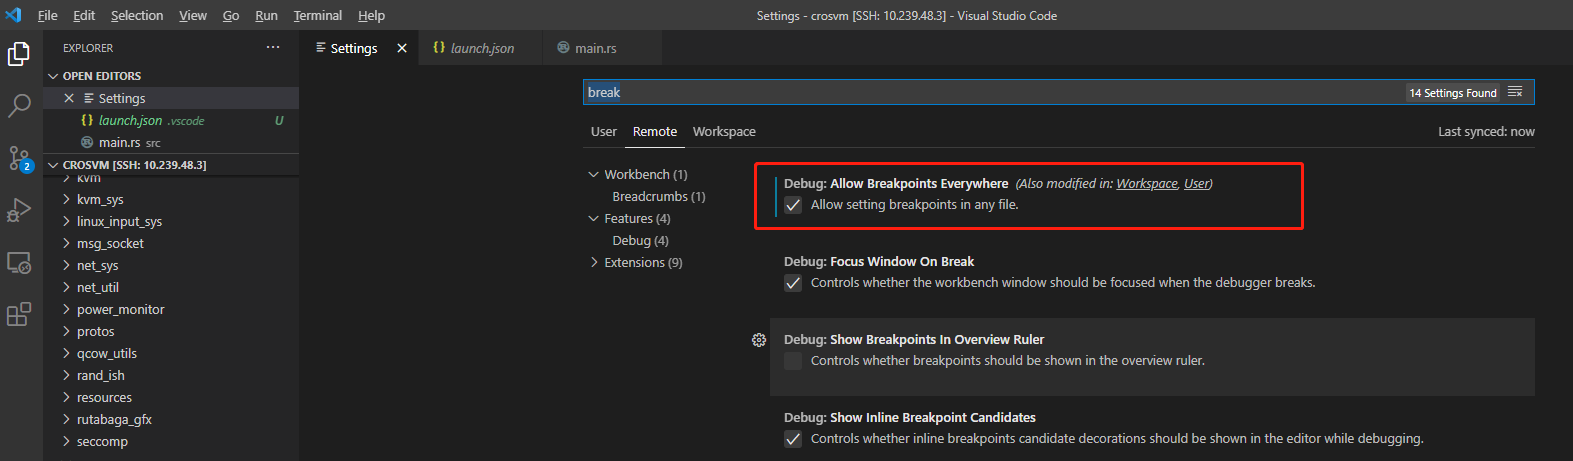 File Edit Selection View Go Run Terminal Help
Settings - crosvm [SSH: 10.239.48.3] - Visual Studio Code
EXPLORER ···
OPEN EDITORS
Settings
{} launch.json .vscode U
main.rs src
2
CROSVM [SSH: 10.239.48.3]
kvm
kvm_sys
linux_input_sys
msg_socket
net_sys
net_util
power_monitor
protos
qcow_utils
rand_ish
resources
rutabaga_gfx
seccomp
Settings
{} launch.json
main.rs
break
14 Settings Found
User Remote Workspace
Last synced: now
Workbench (1)
Breadcrumbs (1)
Features (4)
Debug (4)
Extensions (9)
Debug: Allow Breakpoints Everywhere (Also modified in: Workspace, User)
Allow setting breakpoints in any file.
Debug: Focus Window On Break
Controls whether the workbench window should be focused when the debugger breaks.
Debug: Show Breakpoints In Overview Ruler
Controls whether breakpoints should be shown in the overview ruler.
Debug: Show Inline Breakpoint Candidates
Controls whether inline breakpoints candidate decorations should be shown in the editor while debugging.